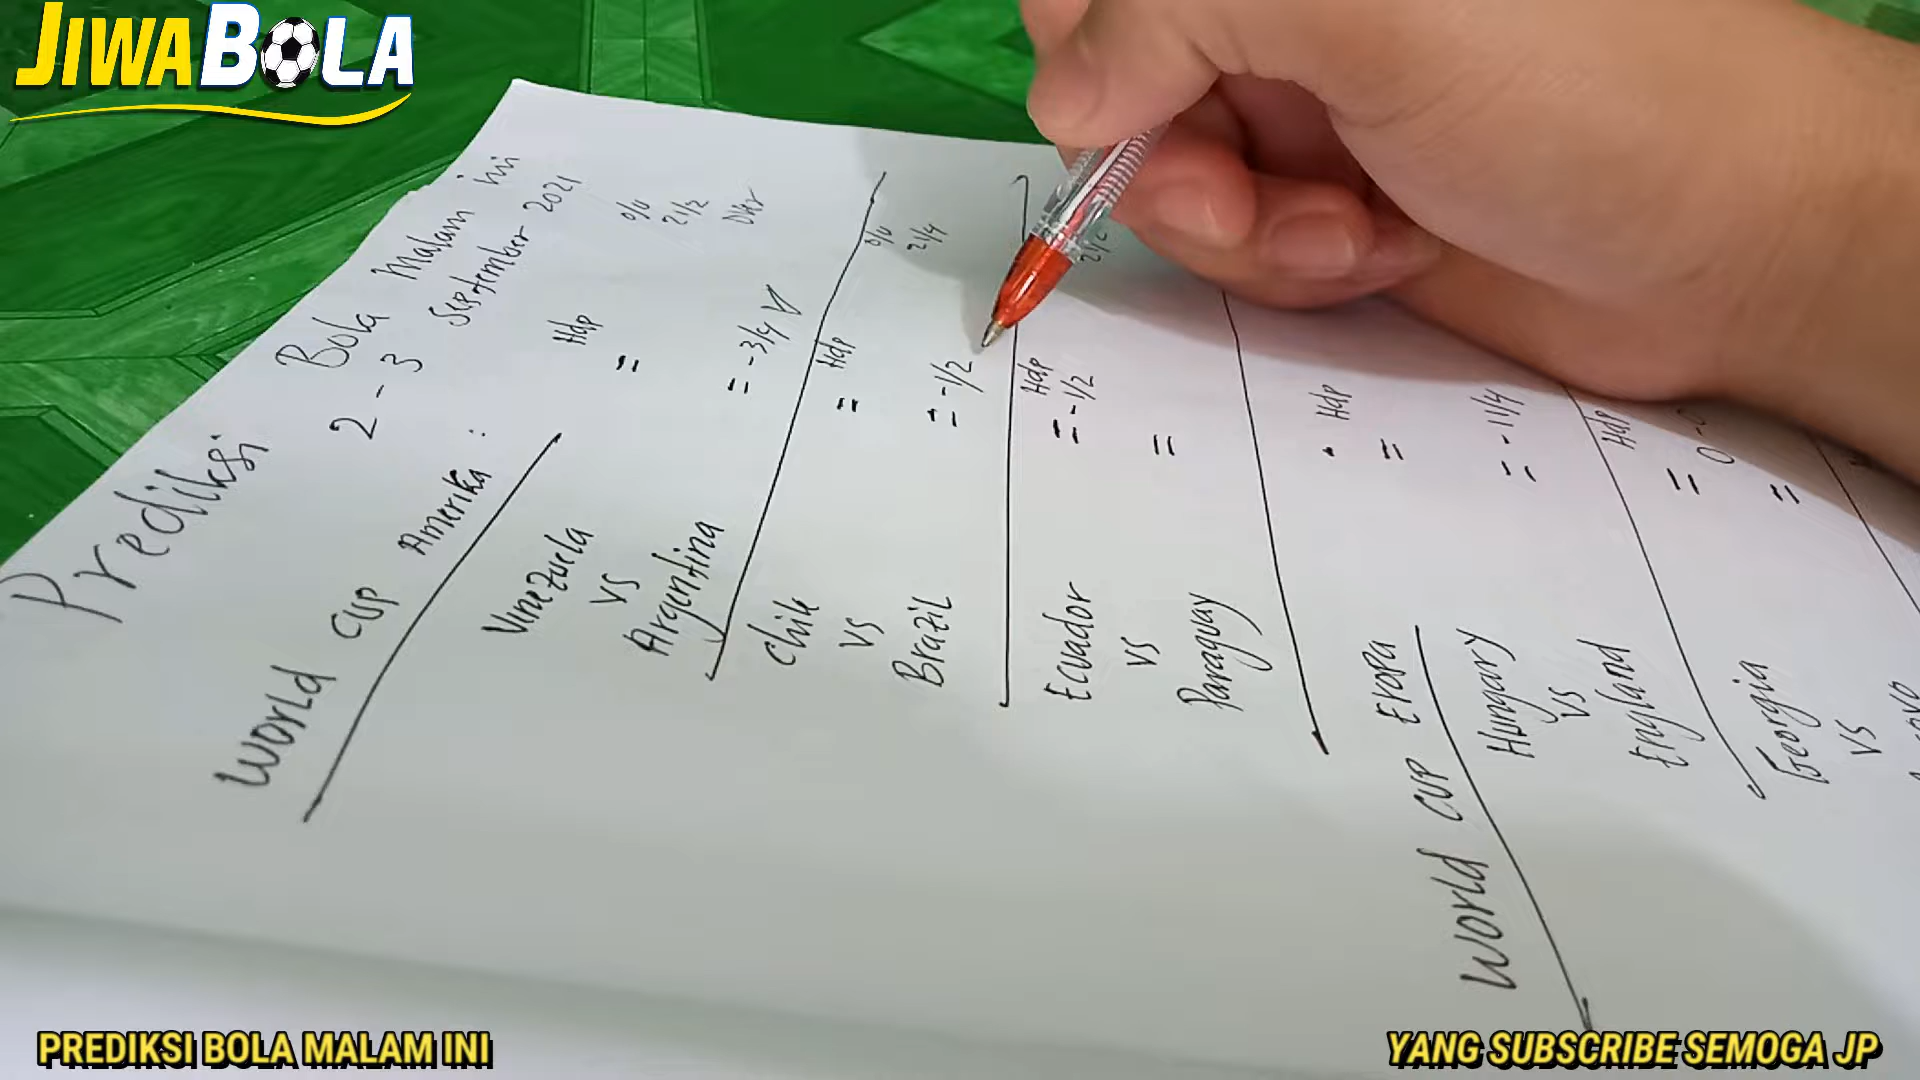 JIWABOLA
Prediksi Bola Malam ini
2-3 September 2021
World CUP Amerika :
Hdp
o/u
Vinezuela =
2 1/2
vs
Argentina = -3/4 V
Hdp
o/u
Chile =
2 1/4
vs
Brazil = -1/2
Hdp
Ecuador = -1/2
vs
Paraguay =
World CUP Eropa
Hdp
Hungary =
vs
England = -1 1/4
Hdp
Georgia =
vs
=
PREDIKSI BOLA MALAM INI
YANG SUBSCRIBE SEMOGA JP